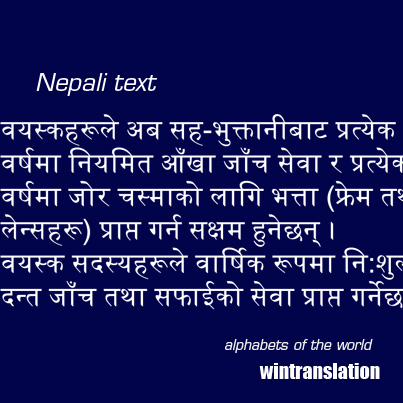 Nepali text
वयस्कहरूले अब सह-भुक्तानीबाट प्रत्येक
वर्षमा नियमित आँखा जाँच सेवा र प्रत्ये
वर्षमा जोर चस्माको लागि भत्ता (फ्रेम त
लेन्सहरू) प्राप्त गर्न सक्षम हुनेछन् ।
वयस्क सदस्यहरूले वार्षिक रूपमा नि:शु
दन्त जाँच तथा सफाईको सेवा प्राप्त गर्नेछ
alphabets of the world
wintranslation